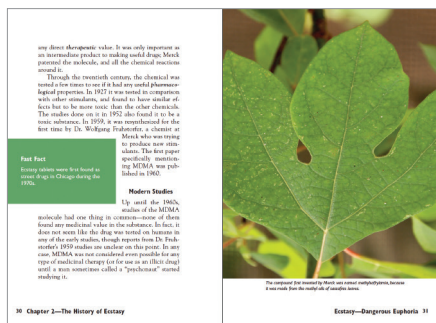 any direct therapeutic value. It was only important as
an intermediate product to making useful drugs; Merck
patented the molecule, and all the chemical reactions
around it.
Through the twentieth century, the chemical was
tested a few times to see if it had any useful pharmaco-
logical properties. In 1927 it was tested in comparison
with other stimulants, and found to have similar ef-
fects but to be more toxic than the other chemicals.
The studies done on it in 1952 also found it to be a
toxic substance. In 1959, it was resynthesized for the
first time by Dr. Wolfgang Fruhstorfer, a chemist at
Merck who was trying
to produce new stim-
ulants. The first paper
specifically mention-
ing MDMA was pub-
lished in 1960.
Fast Fact
Ecstasy tablets were first found as
street drugs in Chicago during the
1970s.
Modern Studies
Up until the 1960s,
studies of the MDMA
molecule had one thing in common—none of them
found any medicinal value in the substance. In fact, it
does not seem like the drug was tested on humans in
any of the early studies, though reports from Dr. Fruh-
storfer's 1959 studies are unclear on this point. In any
case, MDMA was not considered even possible for any
type of medicinal therapy (or for use as an illicit drug)
until a man sometimes called a "psychonaut" started
studying it.
30 Chapter 2—The History of Ecstasy
The compound first invented by Merck was named methylsafrylamin, because
it was made from the methyl oils of sassafras leaves.
Ecstasy—Dangerous Euphoria 31